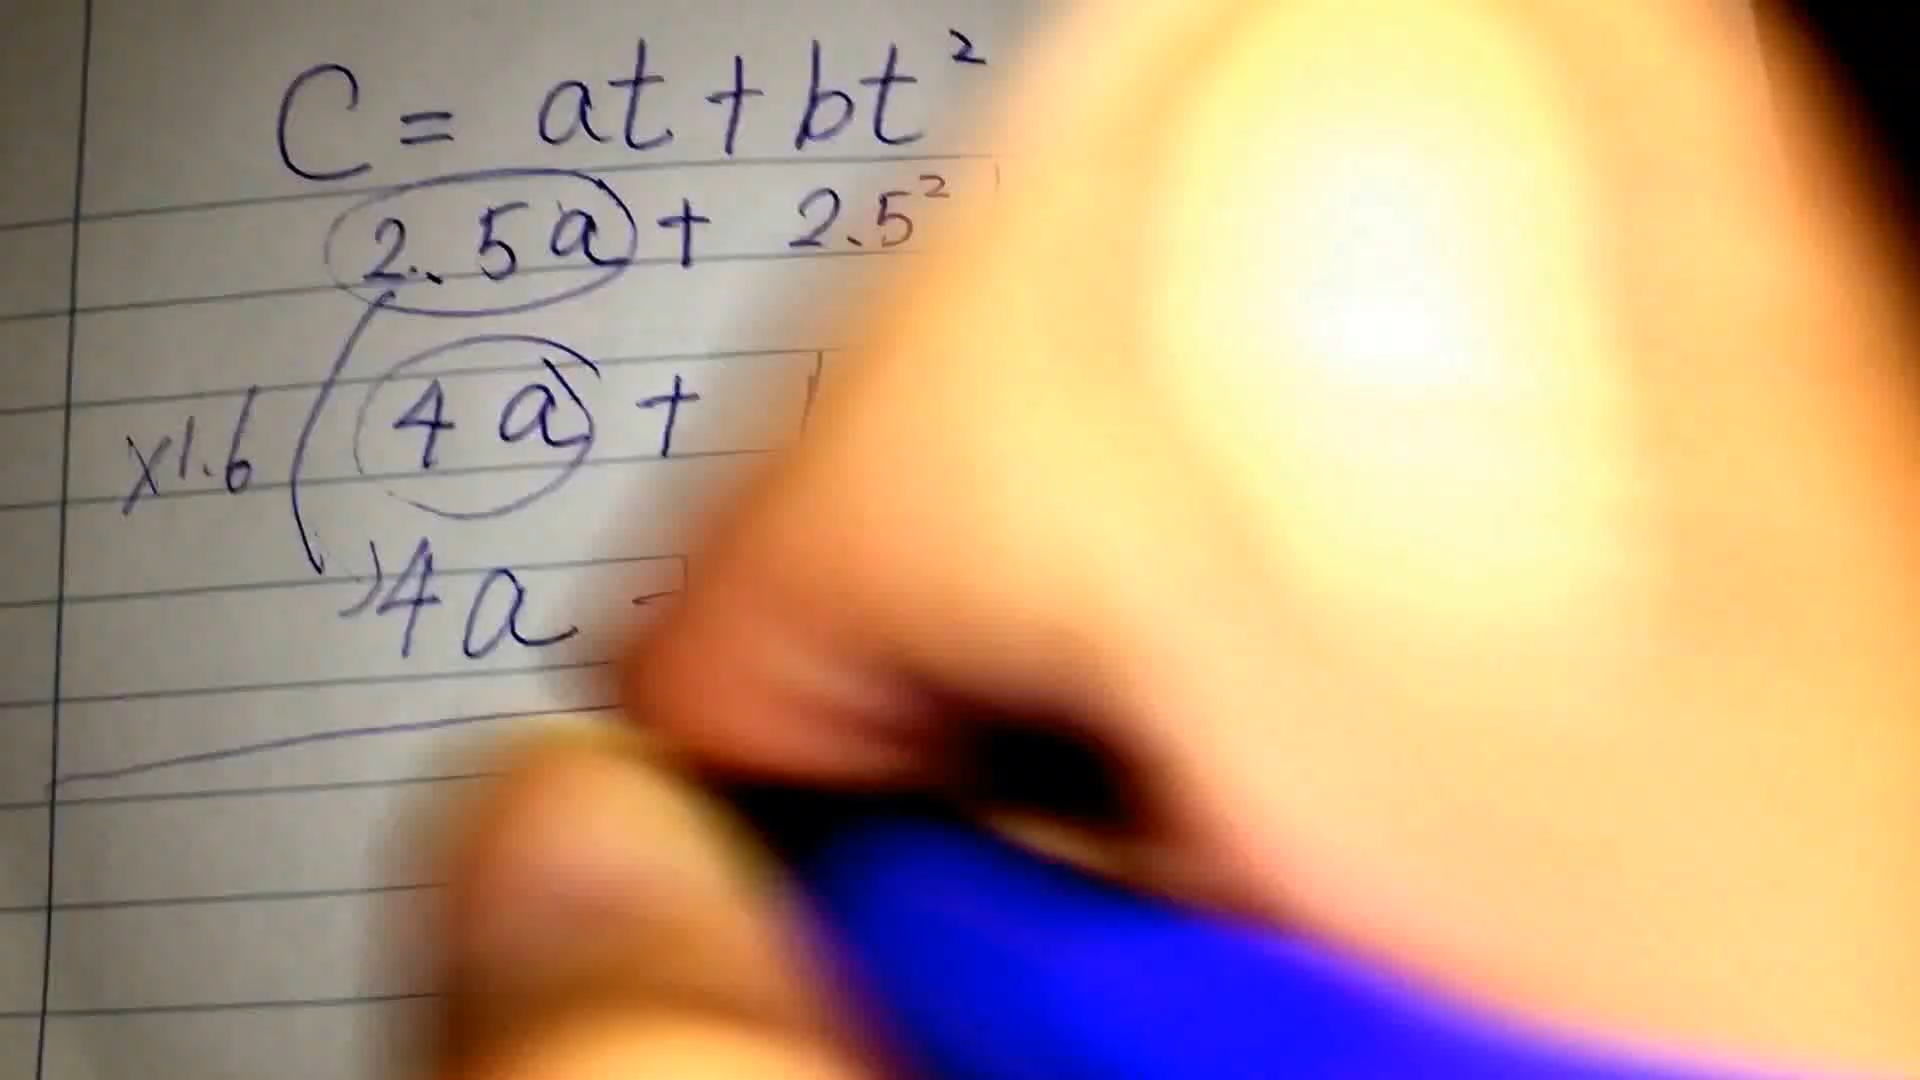 C = at + bt²
2.5a + 2.5²
4a +
x1.6
4a